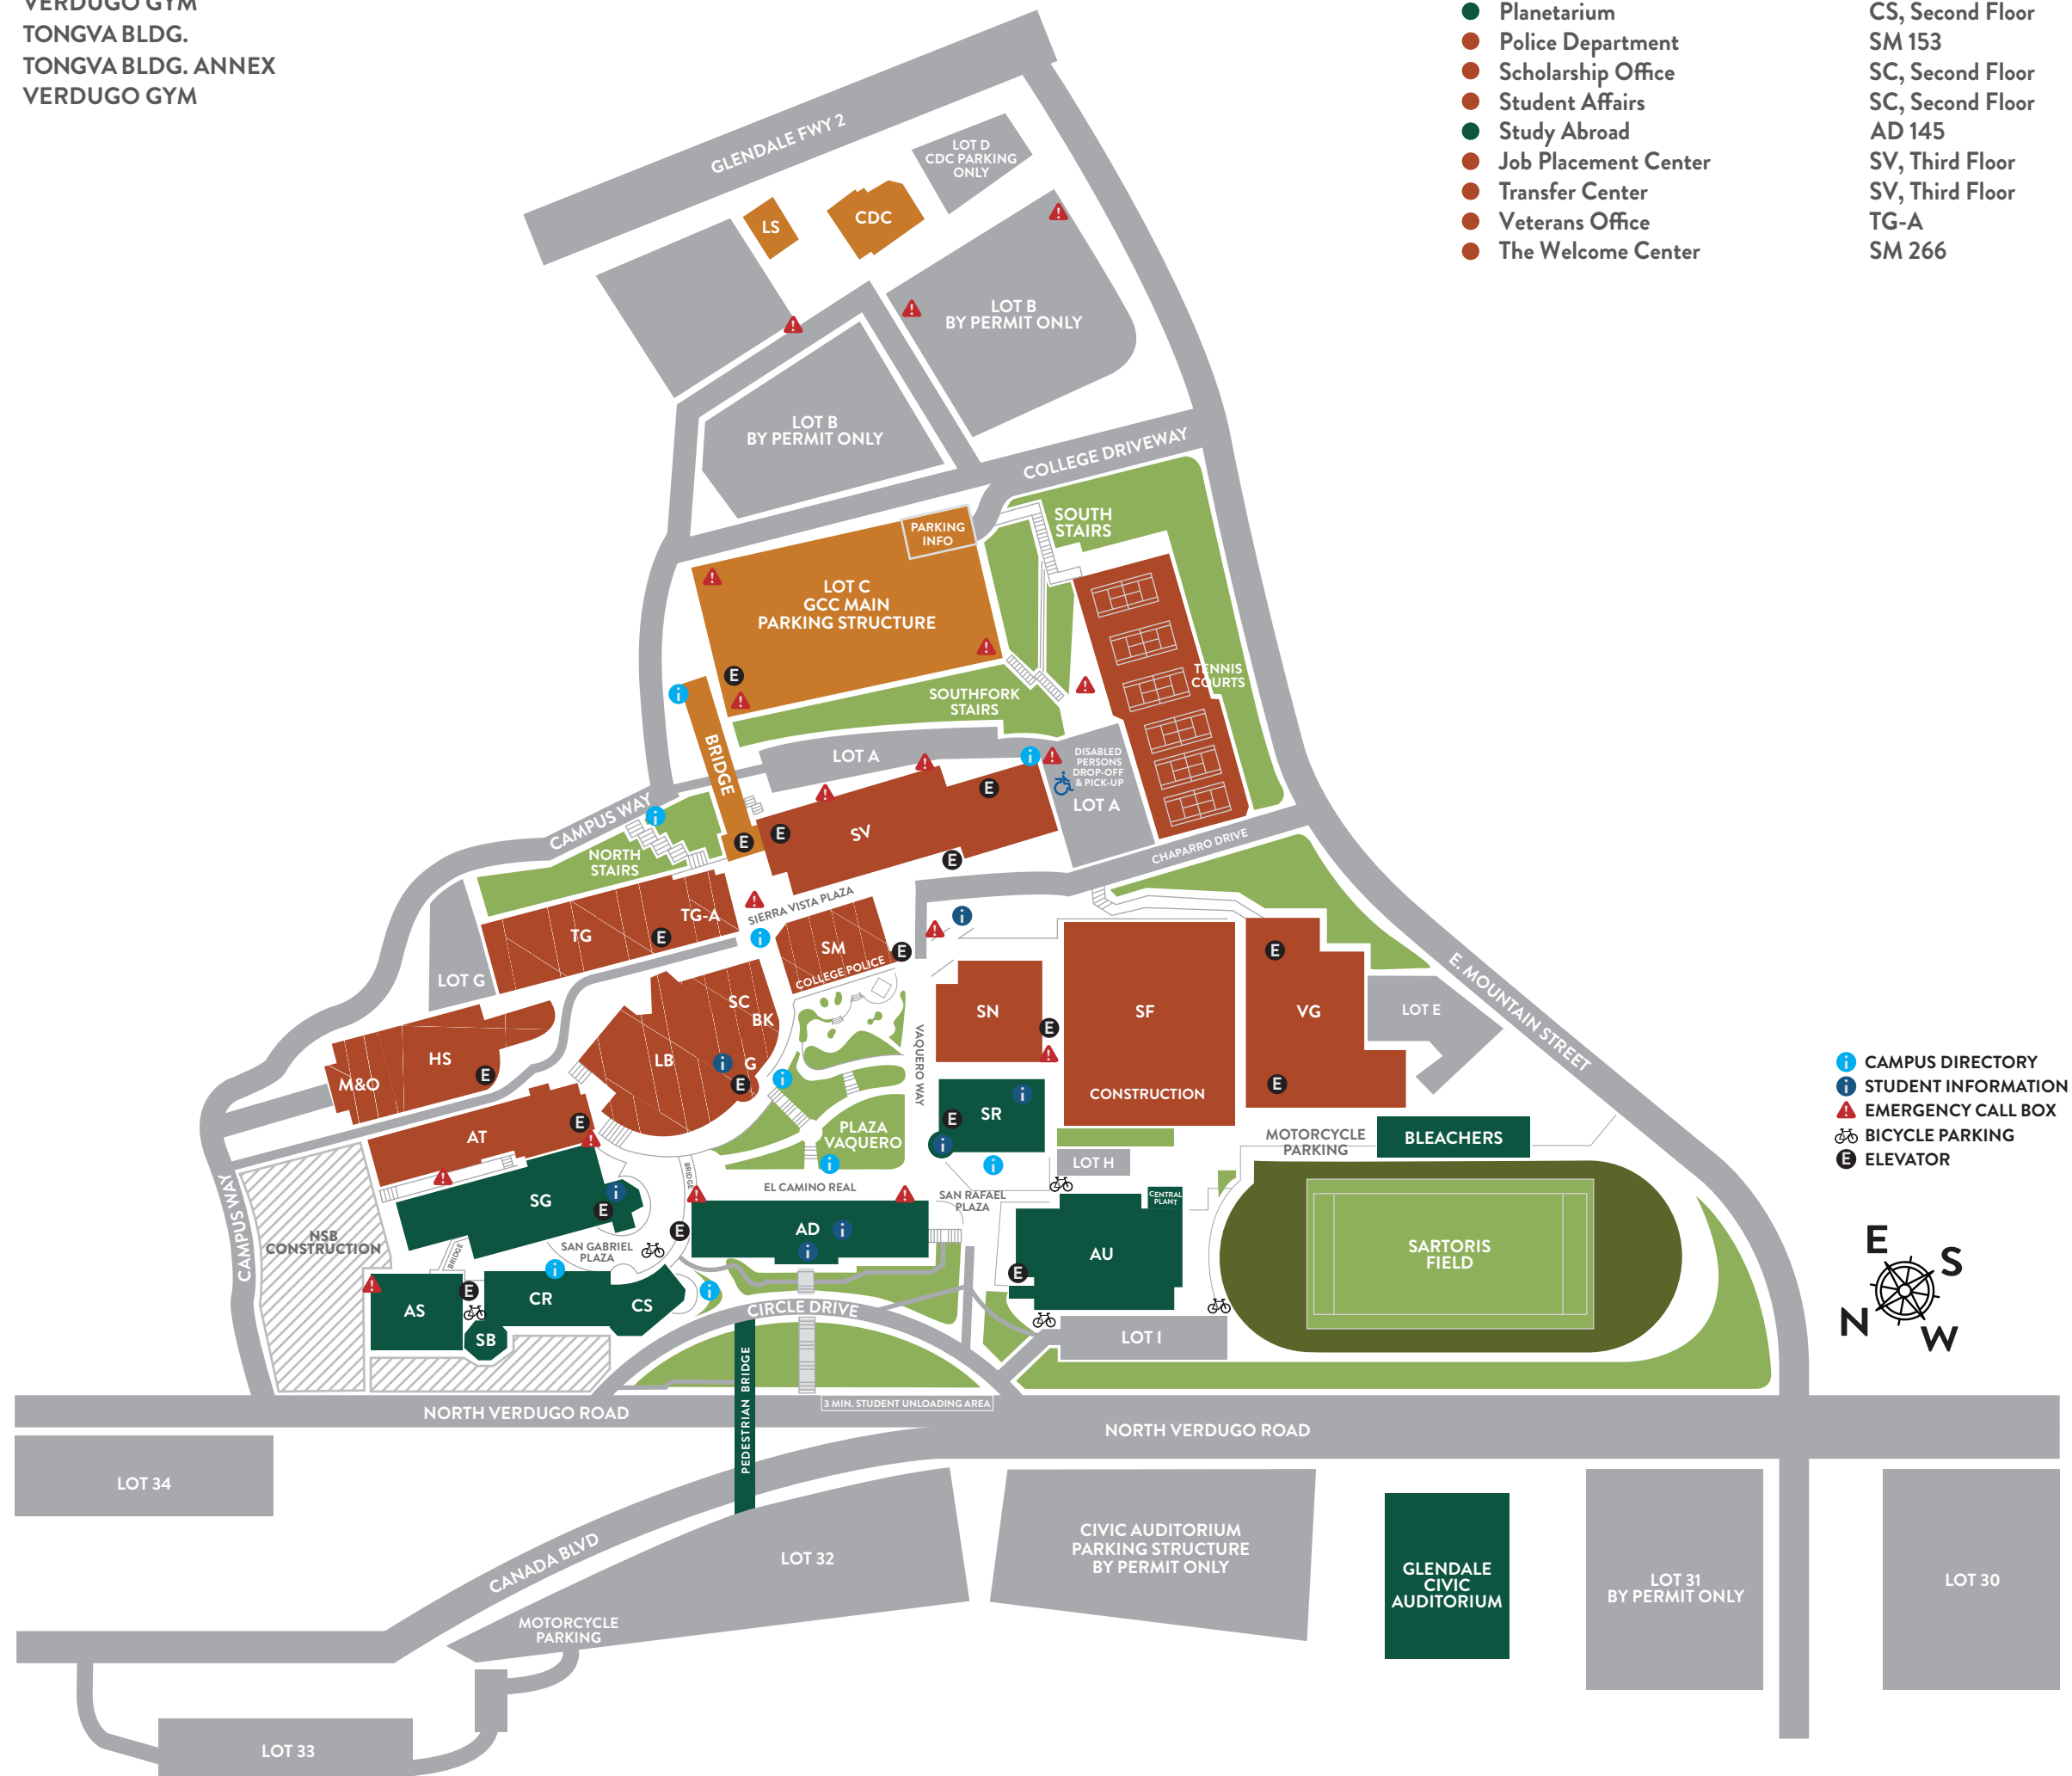 VERDUGO GYM
TONGVA BLDG.
TONGVA BLDG. ANNEX
VERDUGO GYM
Planetarium CS, Second Floor
Police Department SM 153
Scholarship Office SC, Second Floor
Student Affairs SC, Second Floor
Study Abroad AD 145
Job Placement Center SV, Third Floor
Transfer Center SV, Third Floor
Veterans Office TG-A
The Welcome Center SM 266
GLENDALE FWY 2
LOT D
CDC PARKING
ONLY
LS
CDC
LOT B
BY PERMIT ONLY
LOT B
BY PERMIT ONLY
COLLEGE DRIVEWAY
PARKING
INFO
SOUTH
STAIRS
LOT C
GCC MAIN
PARKING STRUCTURE
E
TENNIS
COURTS
SOUTHFORK
STAIRS
BRIDGE
LOT A
DISABLED
PERSONS
DROP-OFF
& PICK-UP
LOT A
E
CAMPUS WAY
E
E
SV
E
CHAPARRO DRIVE
NORTH
STAIRS
SIERRA VISTA PLAZA
TG-A
TG
E
SM
COLLEGE POLICE
E
LOT G
SC
BK
LB
G
E
HS
E
M&O
VAQUERO WAY
SN
E
SF
CONSTRUCTION
E
VG
E
LOT E
E. MOUNTAIN STREET
CAMPUS DIRECTORY
STUDENT INFORMATION
EMERGENCY CALL BOX
BICYCLE PARKING
E ELEVATOR
AT
E
PLAZA
VAQUERO
SR
E
LOT H
MOTORCYCLE
PARKING
BLEACHERS
BRIDGE
EL CAMINO REAL
SAN RAFAEL
PLAZA
CENTRAL
PLANT
CAMPUS WAY
NSB
CONSTRUCTION
SG
E
E
AD
AU
E
SARTORIS
FIELD
SAN GABRIEL
PLAZA
BRIDGE
AS
E
CR
CS
SB
CIRCLE DRIVE
LOT I
E
S
N
W
PEDESTRIAN BRIDGE
3 MIN. STUDENT UNLOADING AREA
NORTH VERDUGO ROAD
NORTH VERDUGO ROAD
LOT 34
CANADA BLVD
LOT 32
CIVIC AUDITORIUM
PARKING STRUCTURE
BY PERMIT ONLY
GLENDALE
CIVIC
AUDITORIUM
LOT 31
BY PERMIT ONLY
LOT 30
MOTORCYCLE
PARKING
LOT 33